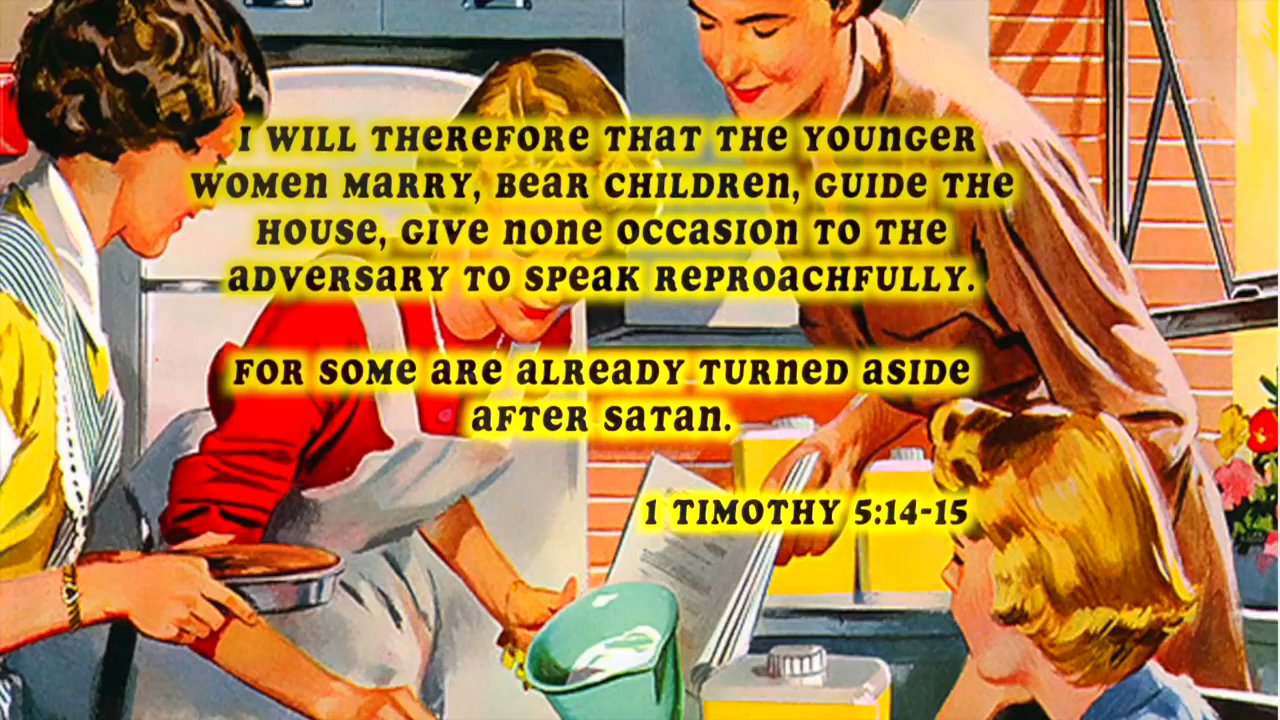 I WILL THEREFORE THAT THE YOUNGER
WOMEN MARRY, BEAR CHILDREN, GUIDE THE
HOUSE, GIVE NONE OCCASION TO THE
ADVERSARY TO SPEAK REPROACHFULLY.
FOR SOME ARE ALREADY TURNED ASIDE
AFTER SATAN.
1 TIMOTHY 5:14-15